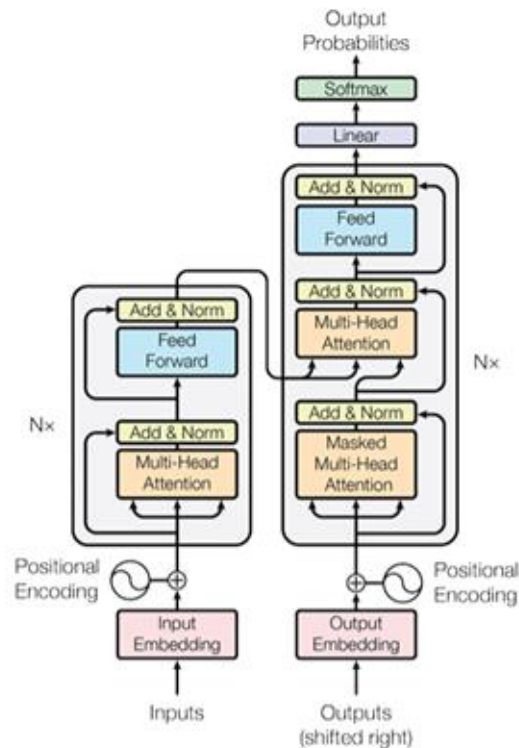 Output
Probabilities
Softmax
Linear
Add & Norm
Feed
Forward
Add & Norm
Multi-Head
Attention
Nx
Add & Norm
Masked
Multi-Head
Attention
Add & Norm
Feed
Forward
Nx
Add & Norm
Multi-Head
Attention
Positional
Encoding
Positional
Encoding
Input
Embedding
Output
Embedding
Inputs
Outputs
(shifted right)